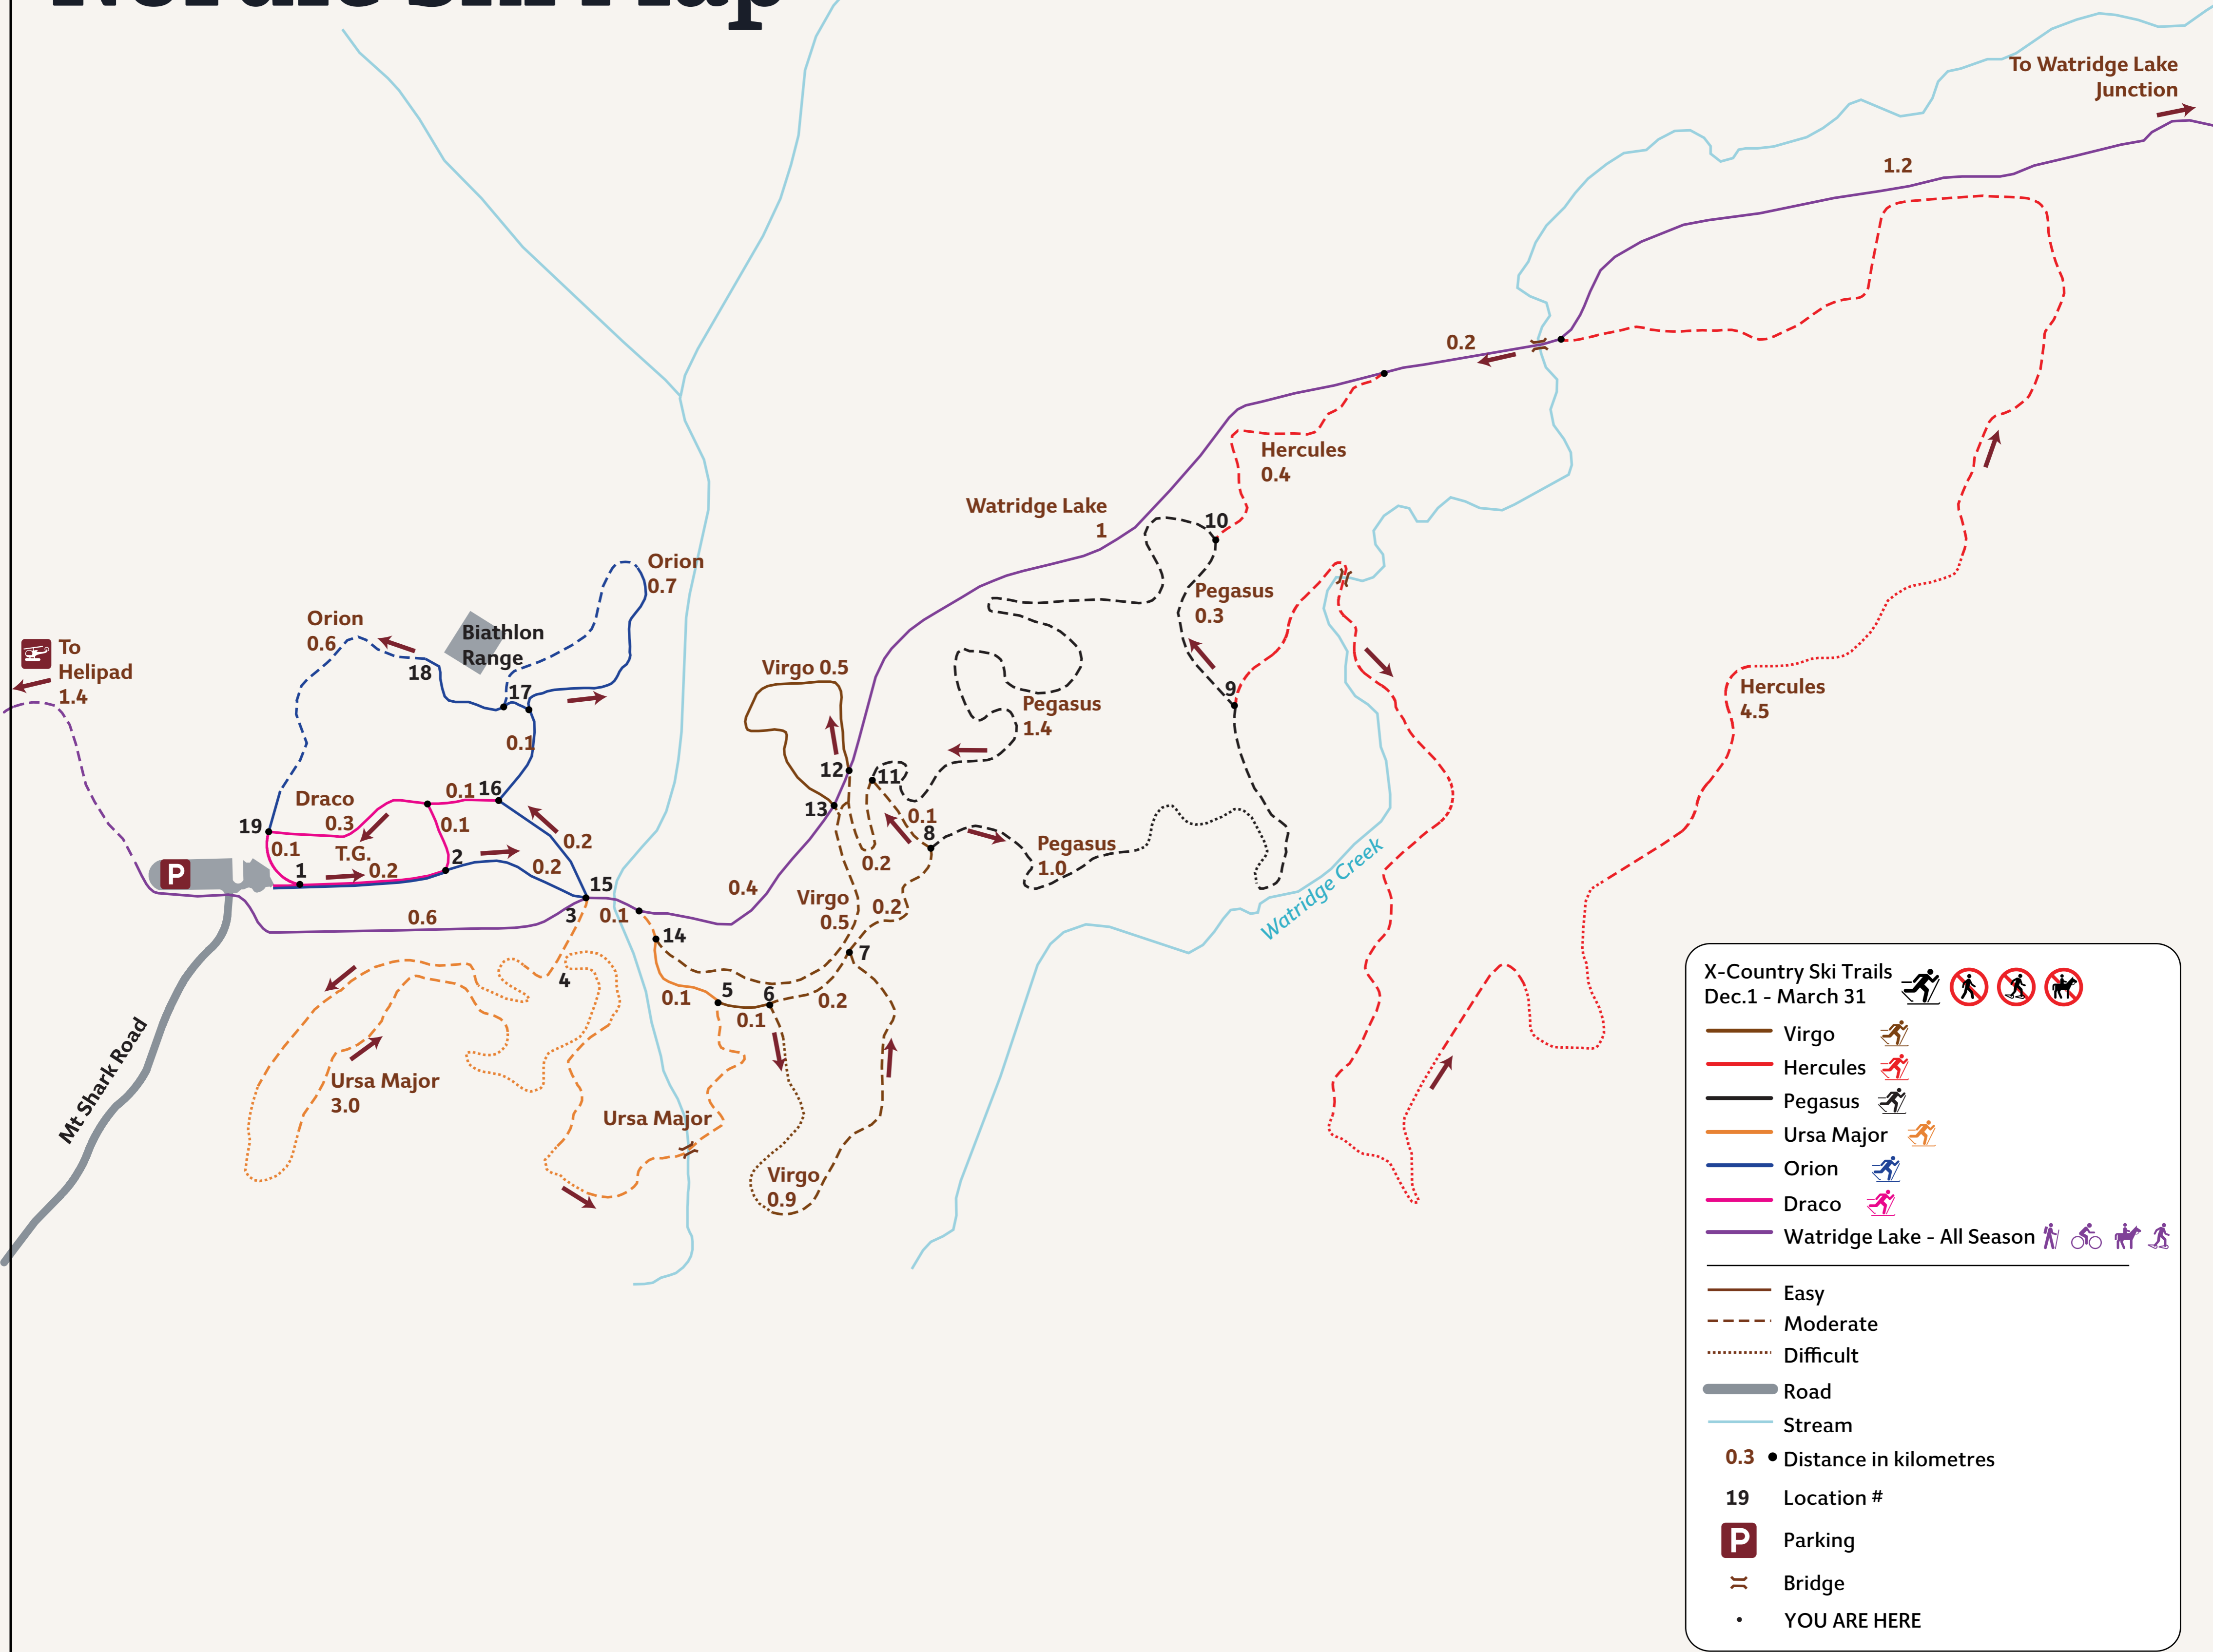 To Watridge Lake
Junction
1.2
0.2
Hercules
0.4
Watridge Lake
1
10
Orion
0.7
Pegasus
0.3
Orion
0.6
Biathlon
Range
To
Helipad
1.4
18
17
Virgo 0.5
9
Hercules
4.5
Pegasus
1.4
0.1
12
11
13
0.1
16
Draco
0.3
0.1
19
0.1
T.G.
0.2
0.1
8
0.2
2
0.2
Pegasus
1.0
P
1
0.2
Watridge Creek
15
0.4
3
0.1
0.6
Virgo
0.5
0.2
14
7
4
5
6
0.1
0.1
0.2
Mt Shark Road
Ursa Major
3.0
Ursa Major
Virgo
0.9
X-Country Ski Trails
Dec.1 - March 31
Virgo
Hercules
Pegasus
Ursa Major
Orion
Draco
Watridge Lake - All Season
Easy
Moderate
Difficult
Road
Stream
0.3 Distance in kilometres
19 Location #
P Parking
Bridge
YOU ARE HERE